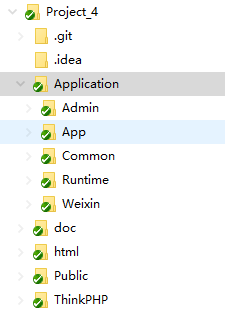 Project_4
.git
.idea
Application
Admin
App
Common
Runtime
Weixin
doc
html
Public
ThinkPHP